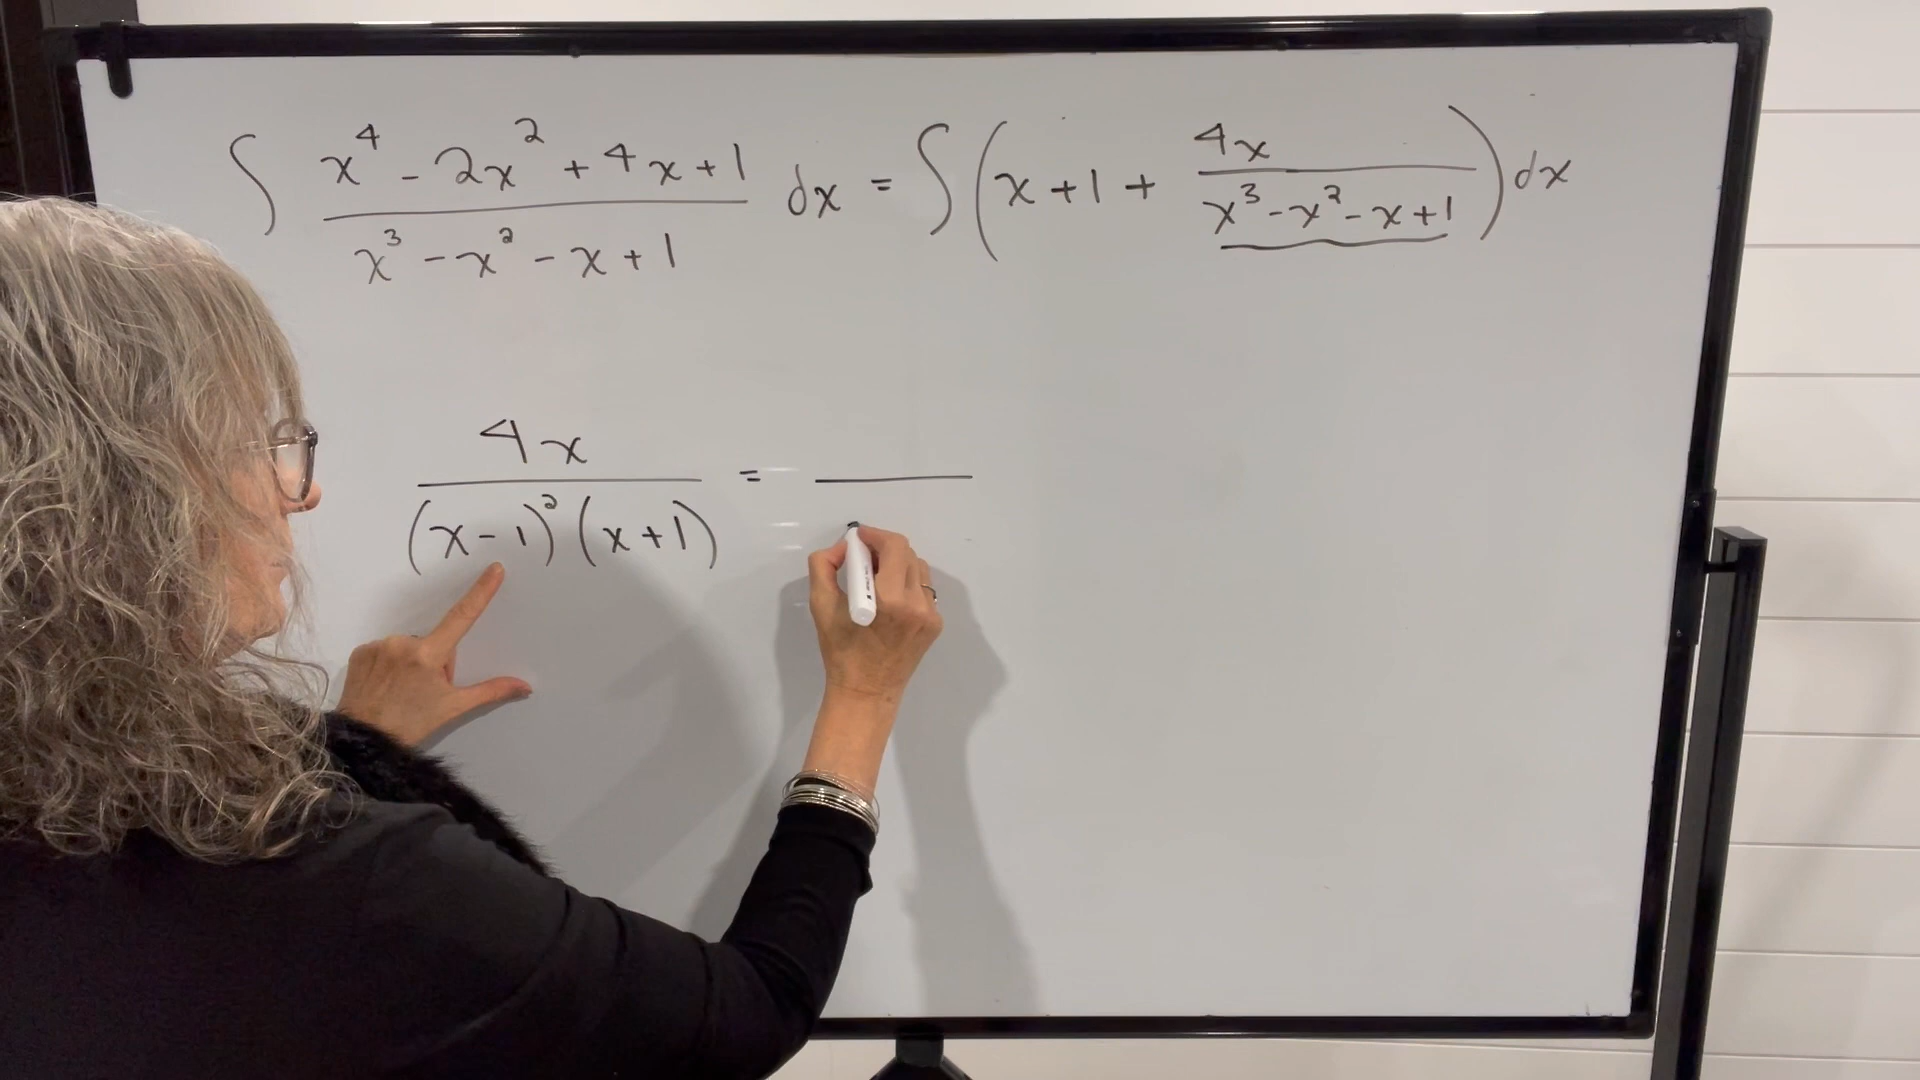 ∫ (x⁴ - 2x² + 4x + 1)/(x³ - x² - x + 1) dx = ∫ (x + 1 + 4x/(x³ - x² - x + 1)) dx
4x/((x - 1)²(x + 1)) =